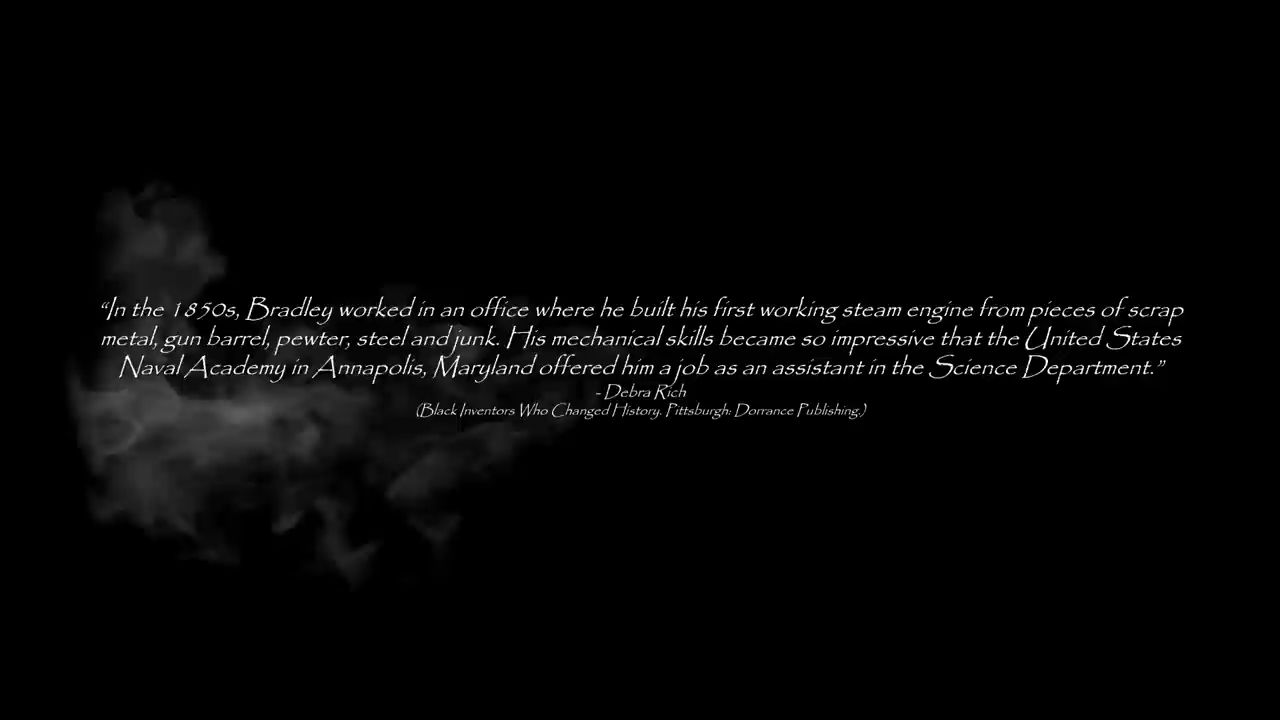 “In the 1850s, Bradley worked in an office where he built his first working steam engine from pieces of scrap
metal, gun barrel, pewter, steel and junk. His mechanical skills became so impressive that the United States
Naval Academy in Annapolis, Maryland offered him a job as an assistant in the Science Department.”
- Debra Rich
(Black Inventors Who Changed History. Pittsburgh: Dorrance Publishing.)